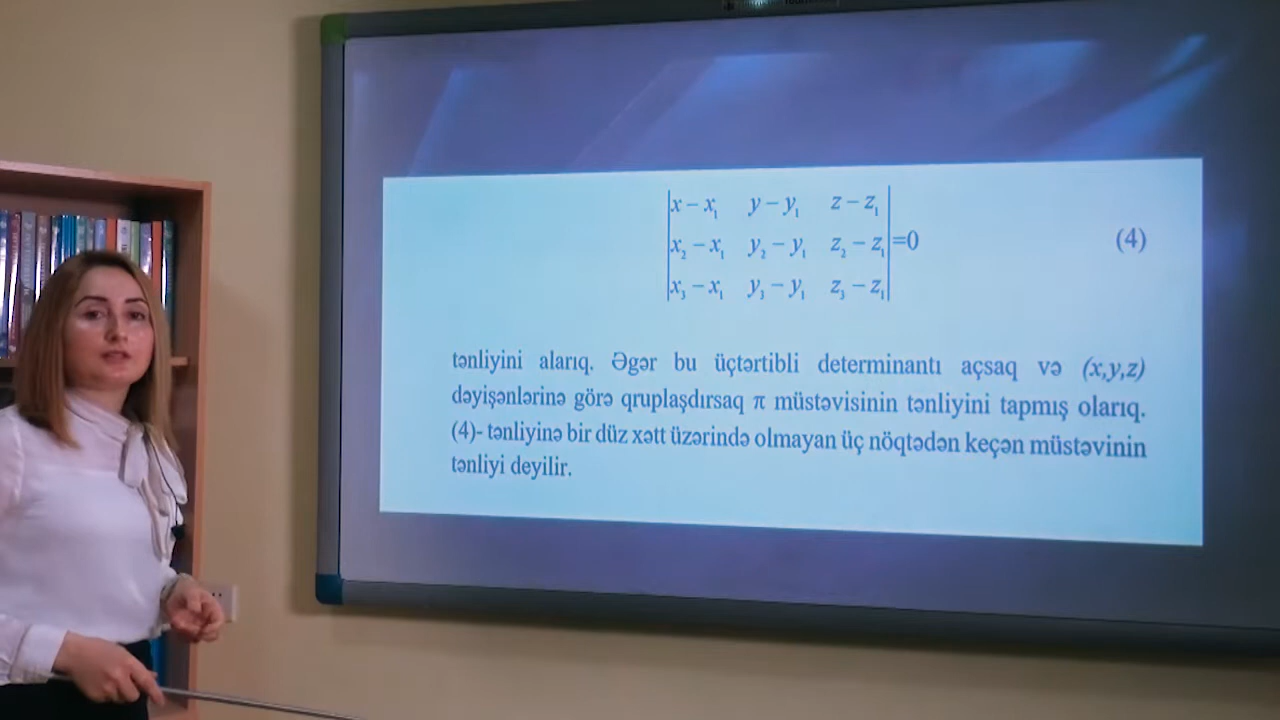 x − x₁ y − y₁ z − z₁
x₂ − x₁ y₂ − y₁ z₂ − z₁ =0 (4)
x₃ − x₁ y₃ − y₁ z₃ − z₁
tənliyini alarıq. Əgər bu üçtərtibli determinantı açsaq və (x,y,z)
dəyişənlərinə görə qruplaşdırsaq π müstəvisinin tənliyini tapmış olarıq.
(4)- tənliyinə bir düz xətt üzərində olmayan üç nöqtədən keçən müstəvinin
tənliyi deyilir.